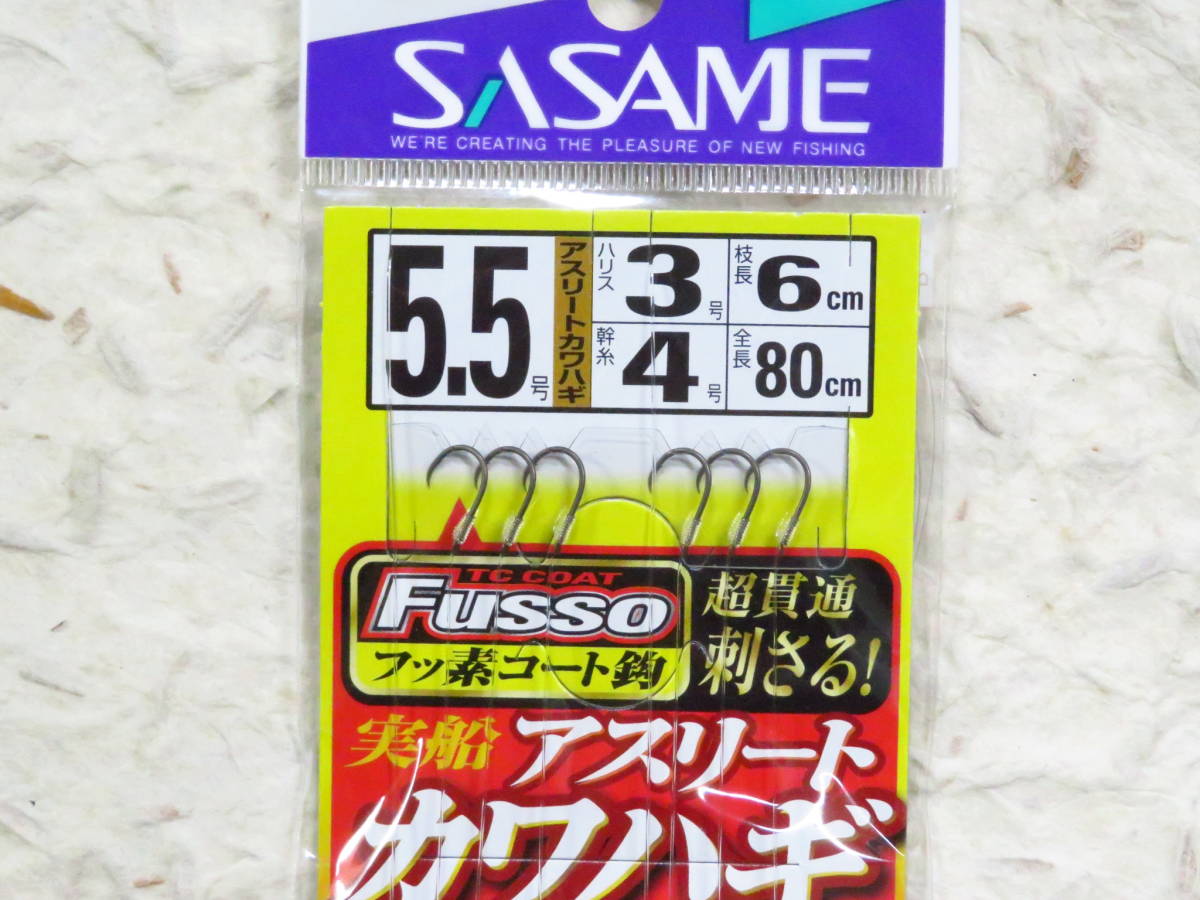 SASAME
WE'RE CREATING THE PLEASURE OF NEW FISHING
5.5号
アスリートカワハギ
ハリス 3号
枝長 6cm
幹糸 4号
全長 80cm
TC COAT
Fusso
フッ素コート鈎
超貫通
刺さる!
実船 アスリート
カワハギ